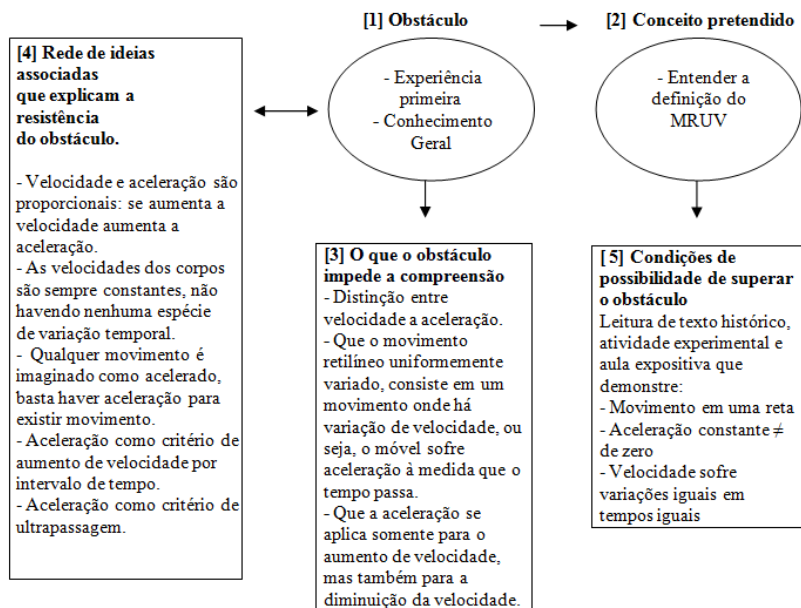 [1] Obstáculo
[2] Conceito pretendido
[4] Rede de ideias
associadas
que explicam a
resistência
do obstáculo.
- Velocidade e aceleração são
proporcionais: se aumenta a
velocidade aumenta a
aceleração.
- As velocidades dos corpos
são sempre constantes, não
havendo nenhuma espécie
de variação temporal.
- Qualquer movimento é
imaginado como acelerado,
basta haver aceleração para
existir movimento.
- Aceleração como critério de
aumento de velocidade por
intervalo de tempo.
- Aceleração como critério de
ultrapassagem.
- Experiência
primeira
- Conhecimento
Geral
- Entender a
definição do
MRUV
[3] O que o obstáculo
impede a compreensão
- Distinção entre
velocidade a aceleração.
- Que o movimento
retilíneo uniformemente
variado, consiste em um
movimento onde há
variação de velocidade, ou
seja, o móvel sofre
aceleração à medida que o
tempo passa.
- Que a aceleração se
aplica somente para o
aumento de velocidade,
mas também para a
diminuição da velocidade.
[5] Condições de
possibilidade de superar
o obstáculo
Leitura de texto histórico,
atividade experimental e
aula expositiva que
demonstre:
- Movimento em uma reta
- Aceleração constante ≠
de zero
- Velocidade sofre
variações iguais em
tempos iguais